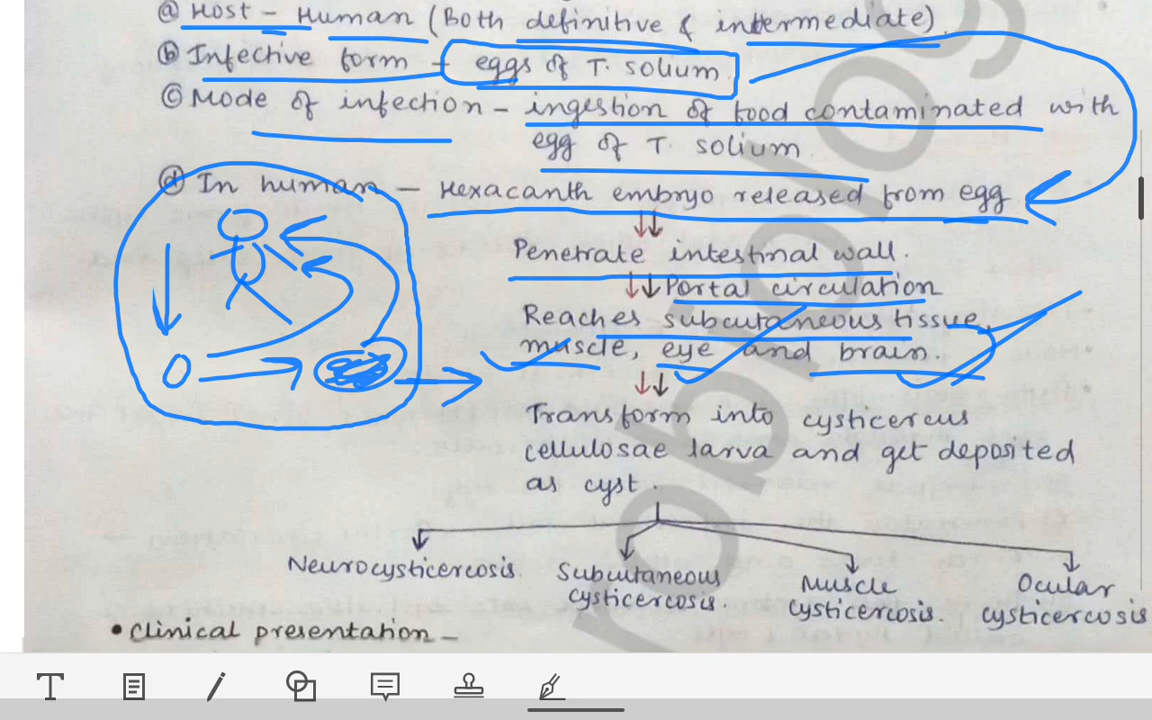 ⓐ Host - Human (Both definitive & intermediate).
ⓑ Infective form - eggs of T. solium.
ⓒ Mode of infection - ingestion of food contaminated with
egg of T. solium.
ⓓ In human - Hexacanth embryo released from egg
Penetrate intestinal wall.
Portal circulation
Reaches subcutaneous tissue,
muscle, eye and brain.
Transform into cysticercus
cellulosae larva and get deposited
as cyst.
Neurocysticercosis.
Subcutaneous
cysticercosis.
Muscle
cysticercosis.
Ocular
cysticercosis
• Clinical presentation -
T